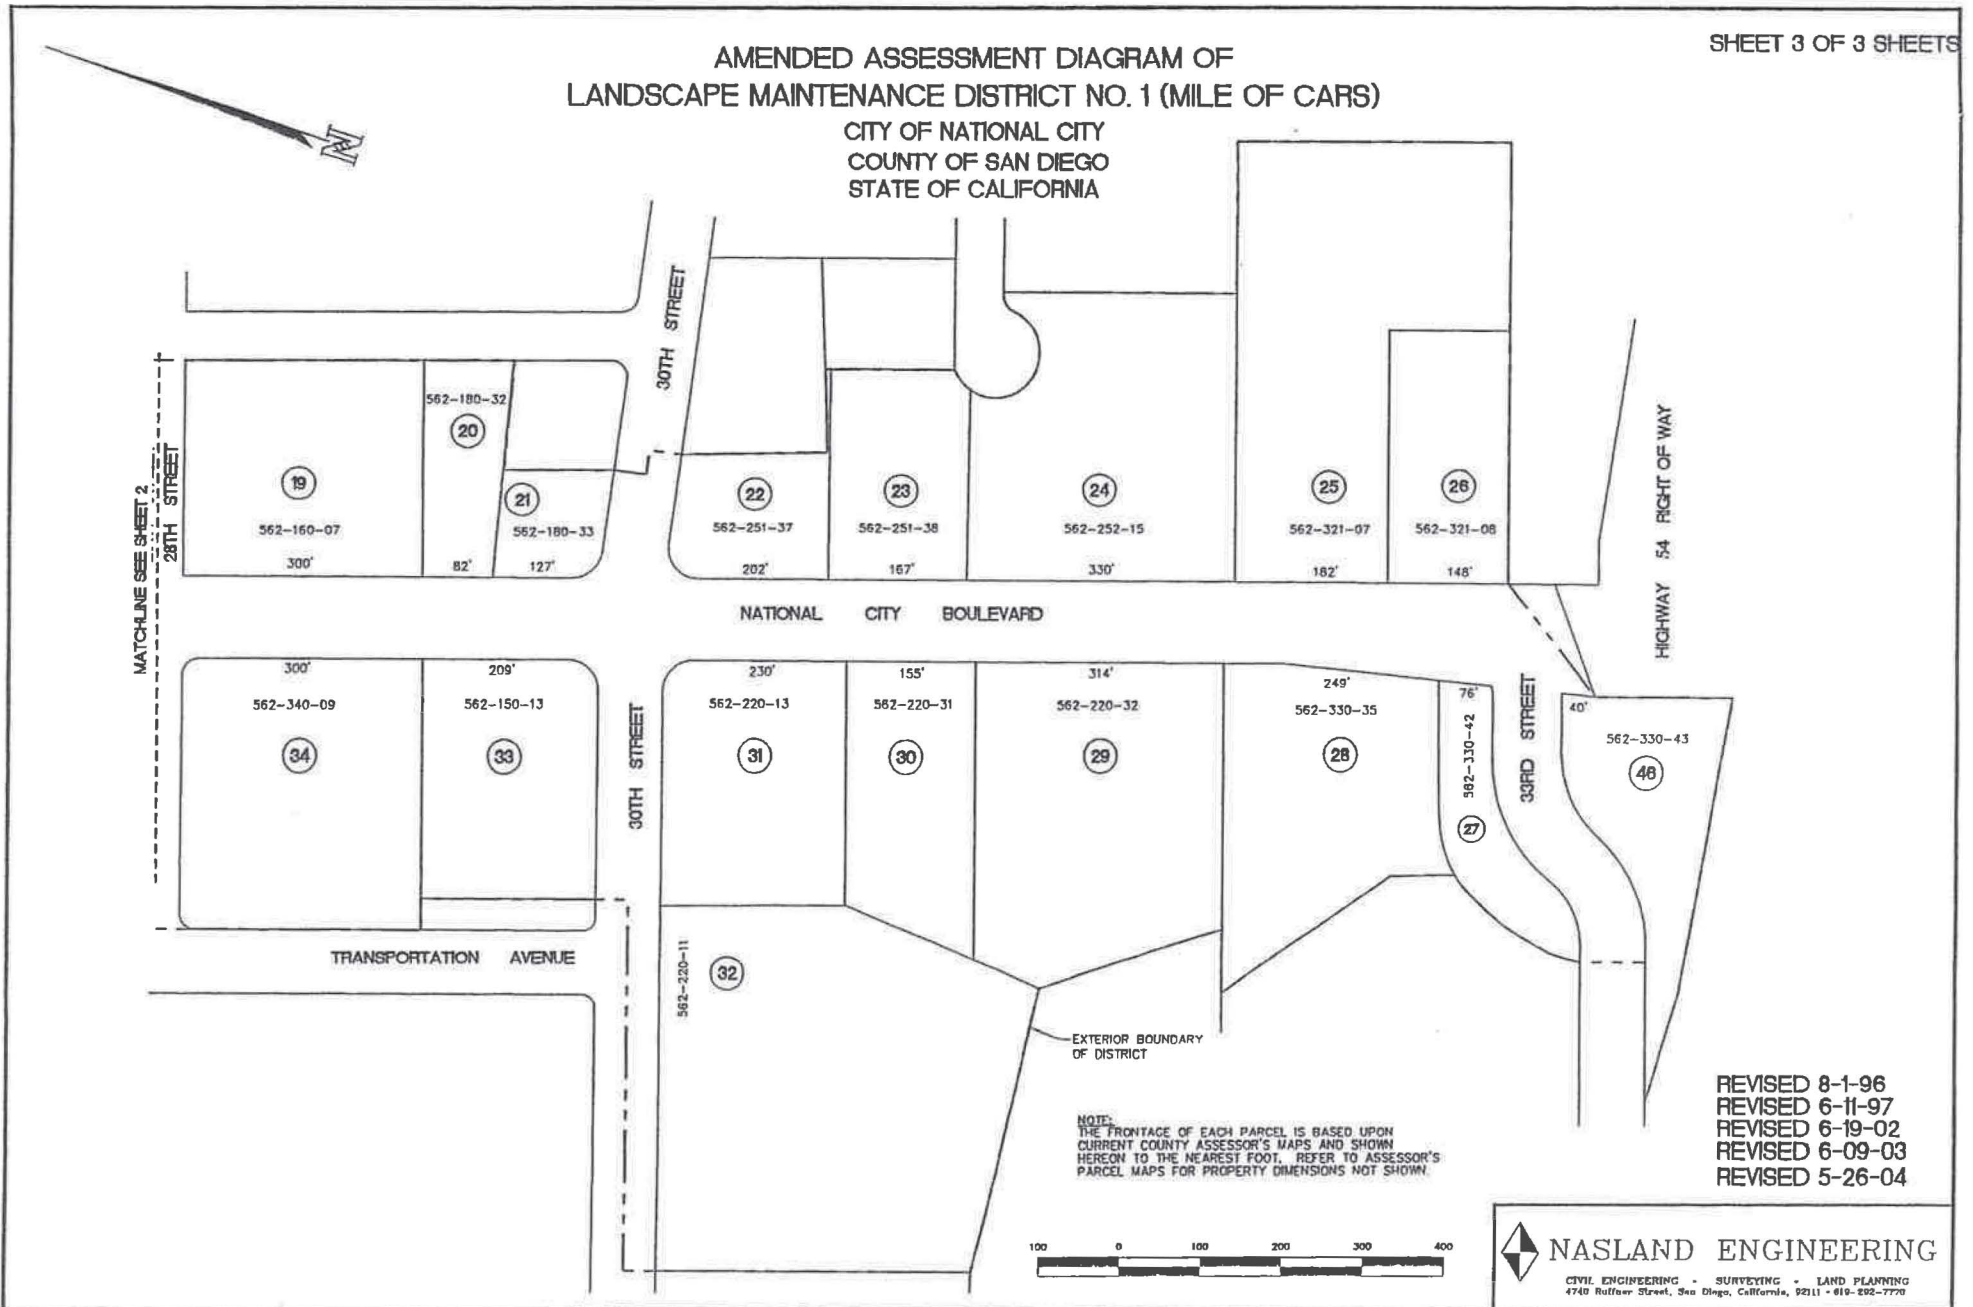 SHEET 3 OF 3 SHEETS
AMENDED ASSESSMENT DIAGRAM OF
LANDSCAPE MAINTENANCE DISTRICT NO. 1 (MILE OF CARS)
CITY OF NATIONAL CITY
COUNTY OF SAN DIEGO
STATE OF CALIFORNIA
N
MATCHLINE SEE SHEET 2
28TH STREET
30TH STREET
HIGHWAY 54 RIGHT OF WAY
19
562-160-07
300'
562-180-32
20
82'
21
562-180-33
127'
22
562-251-37
202'
23
562-251-38
167'
24
562-252-15
330'
25
562-321-07
182'
26
562-321-08
148'
NATIONAL CITY BOULEVARD
300'
562-340-09
34
209'
562-150-13
33
30TH STREET
230'
562-220-13
31
155'
562-220-31
30
314'
562-220-32
29
249'
562-330-35
28
76'
562-330-42
27
33RD STREET
40'
562-330-43
46
TRANSPORTATION AVENUE
562-220-11
32
EXTERIOR BOUNDARY
OF DISTRICT
NOTE:
THE FRONTAGE OF EACH PARCEL IS BASED UPON
CURRENT COUNTY ASSESSOR'S MAPS AND SHOWN
HEREON TO THE NEAREST FOOT. REFER TO ASSESSOR'S
PARCEL MAPS FOR PROPERTY DIMENSIONS NOT SHOWN.
REVISED 8-1-96
REVISED 6-11-97
REVISED 6-19-02
REVISED 6-09-03
REVISED 5-26-04
100 0 100 200 300 400
NASLAND ENGINEERING
CIVIL ENGINEERING - SURVEYING - LAND PLANNING
4740 Ruffner Street, San Diego, California, 92111 - 619-292-7770